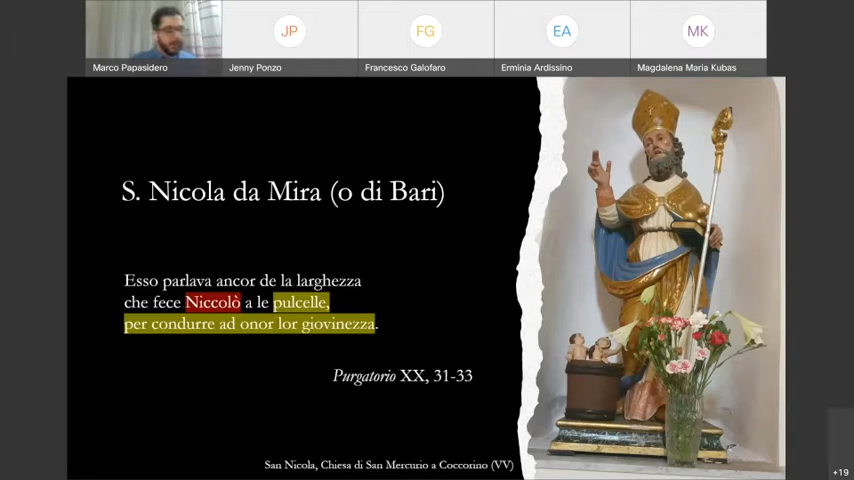 JP
FG
EA
MK
Marco Papasidero
Jenny Ponzo
Francesco Galofaro
Erminia Ardissino
Magdalena Maria Kubas
S. Nicola da Mira (o di Bari)
Esso parlava ancor de la larghezza
che fece Niccolò a le pulcelle,
per condurre ad onor lor giovinezza.
Purgatorio XX, 31-33
San Nicola, Chiesa di San Mercurio a Coccorino (VV)
+19